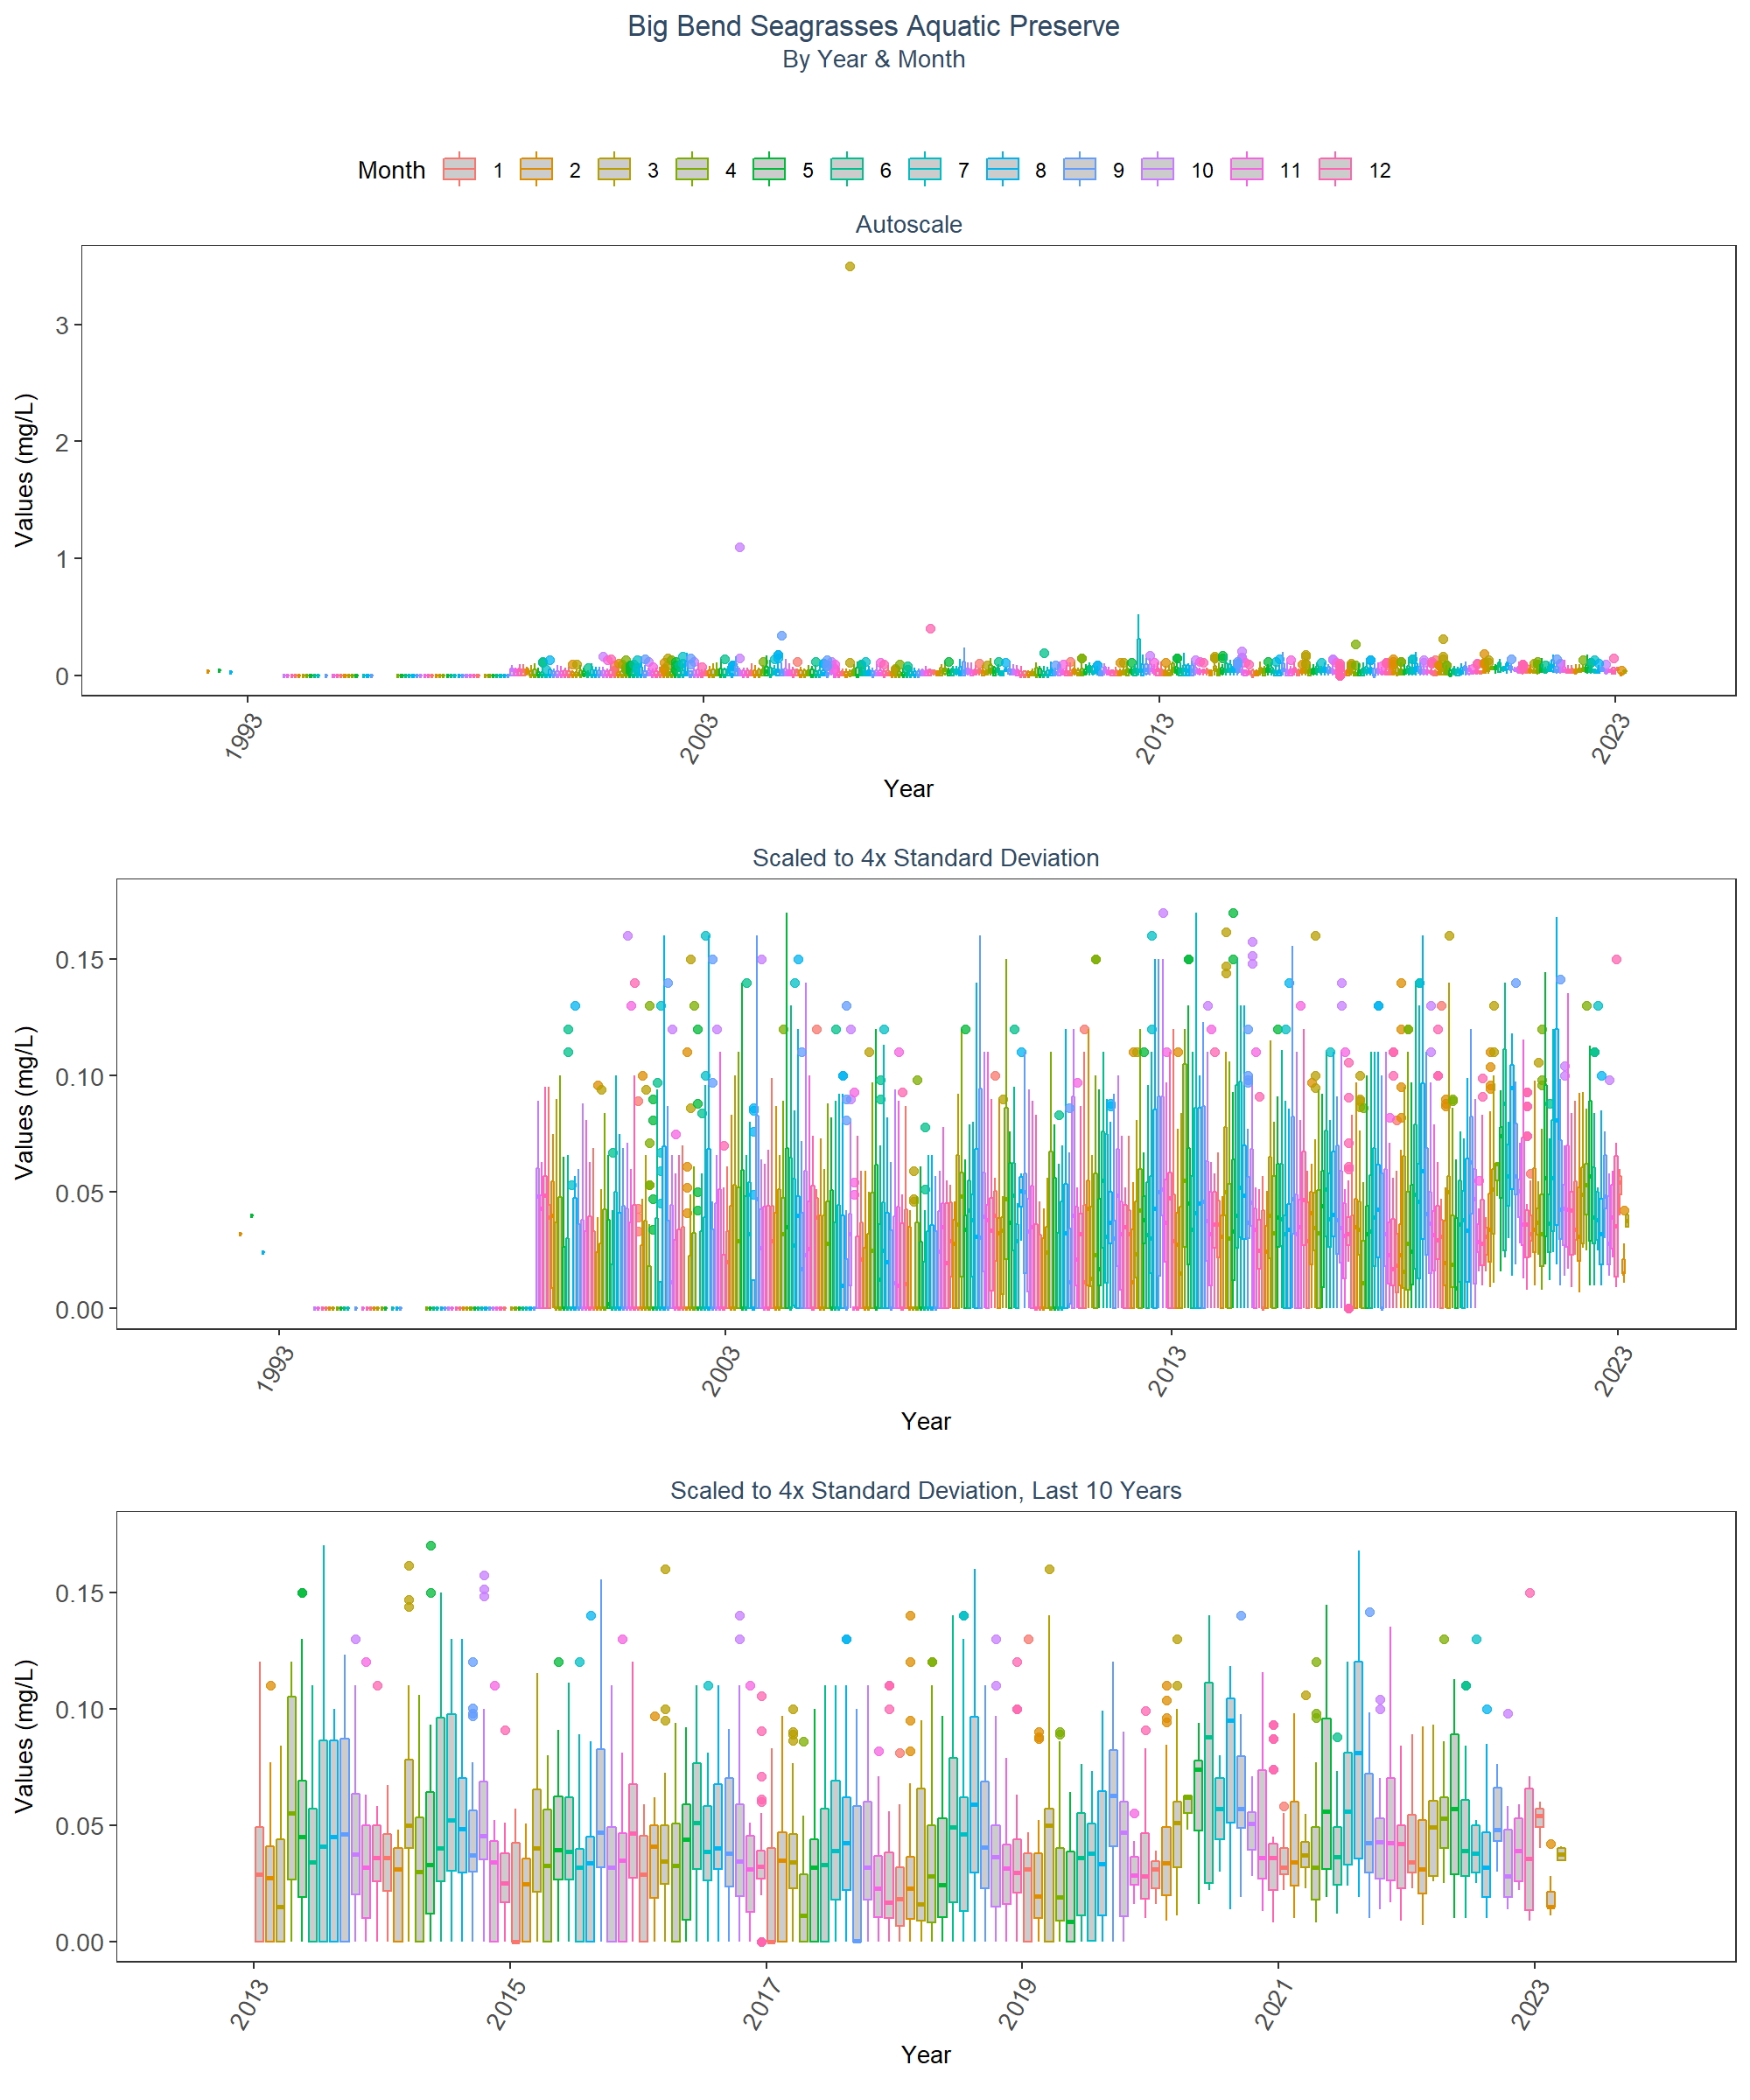 Big Bend Seagrasses Aquatic Preserve
By Year & Month
Month 1 2 3 4 5 6 7 8 9 10 11 12
Autoscale
Values (mg/L)
3
2
1
0
1993 2003 2013 2023
Year
Scaled to 4x Standard Deviation
Values (mg/L)
0.15
0.10
0.05
0.00
1993 2003 2013 2023
Year
Scaled to 4x Standard Deviation, Last 10 Years
Values (mg/L)
0.15
0.10
0.05
0.00
2013 2015 2017 2019 2021 2023
Year